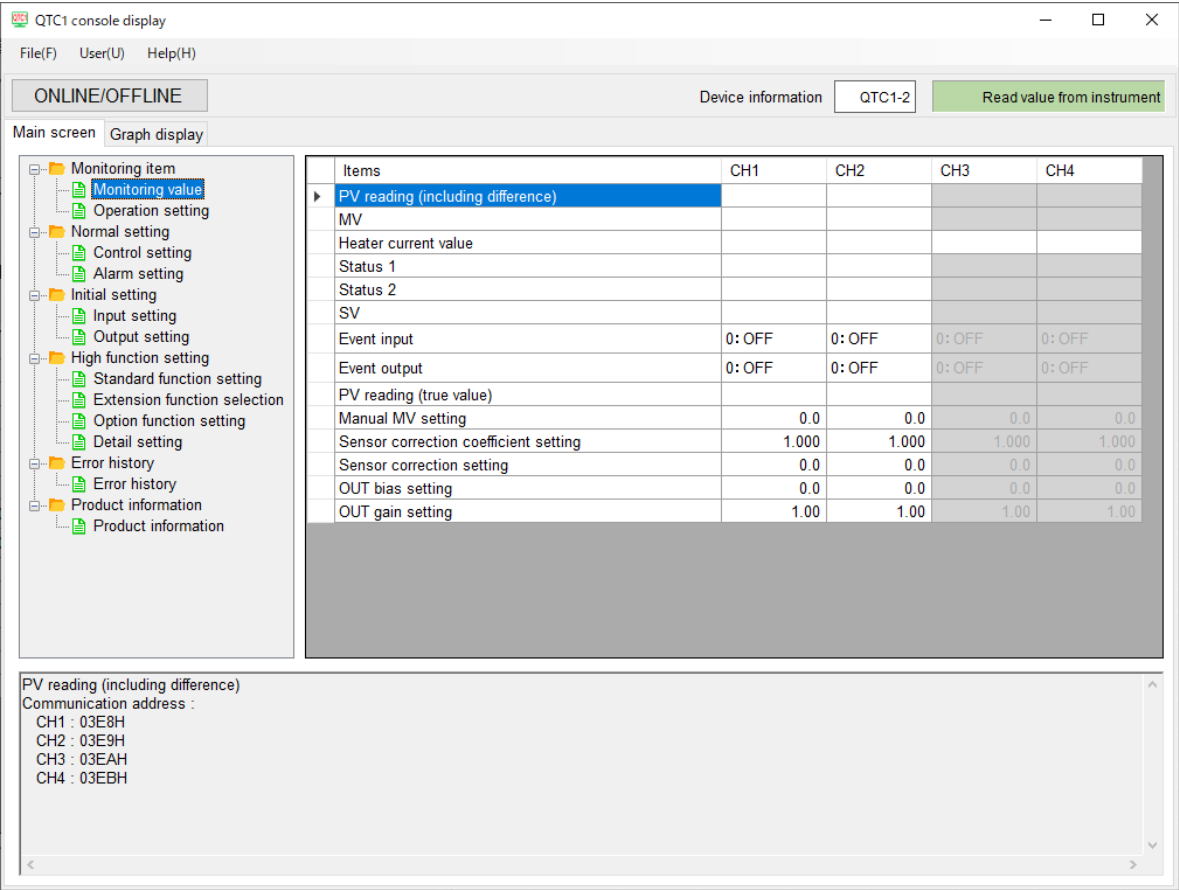 QTC1 console display
File(F) User(U) Help(H)
ONLINE/OFFLINE Device information QTC1-2 Read value from instrument
Main screen Graph display
Monitoring item
Monitoring value
Operation setting
Normal setting
Control setting
Alarm setting
Initial setting
Input setting
Output setting
High function setting
Standard function setting
Extension function selection
Option function setting
Detail setting
Error history
Error history
Product information
Product information
Items CH1 CH2 CH3 CH4
PV reading (including difference)
MV
Heater current value
Status 1
Status 2
SV
Event input 0: OFF 0: OFF 0: OFF 0: OFF
Event output 0: OFF 0: OFF 0: OFF 0: OFF
PV reading (true value)
Manual MV setting 0.0 0.0 0.0 0.0
Sensor correction coefficient setting 1.000 1.000 1.000 1.000
Sensor correction setting 0.0 0.0 0.0 0.0
OUT bias setting 0.0 0.0 0.0 0.0
OUT gain setting 1.00 1.00 1.00 1.00
PV reading (including difference)
Communication address :
CH1 : 03E8H
CH2 : 03E9H
CH3 : 03EAH
CH4 : 03EBH